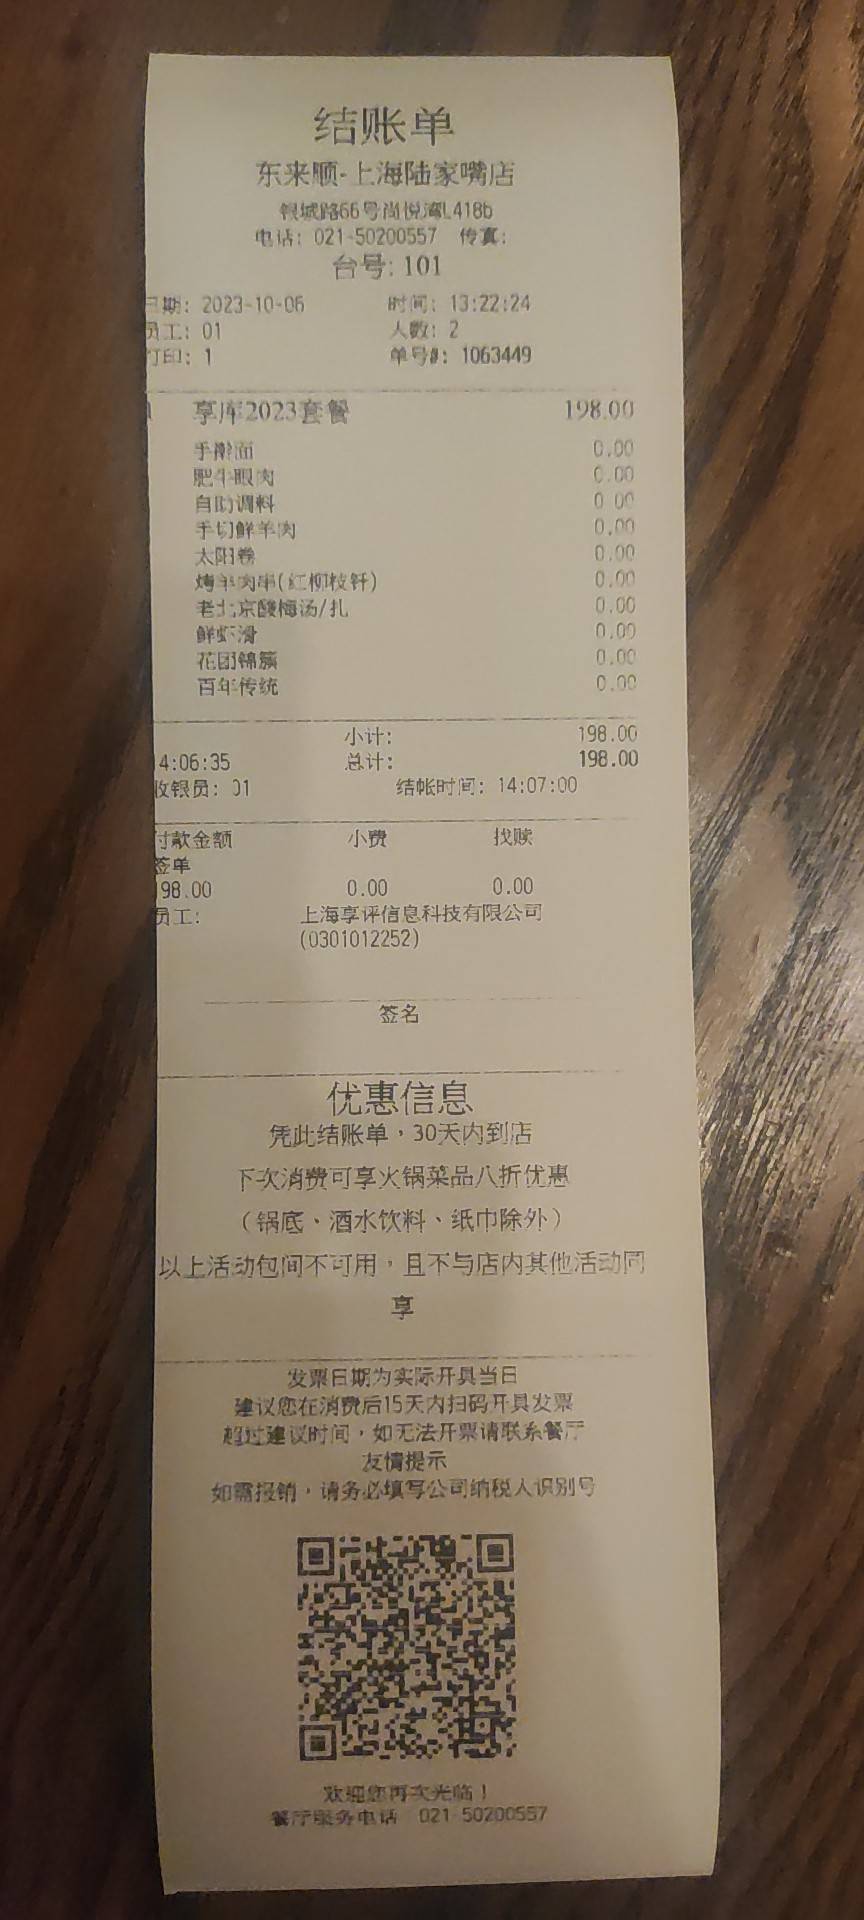 结账单
东来顺-上海陆家嘴店
银城路66号尚悦湾L418b
电话: 021-50200557 传真:
台号: 101
日期: 2023-10-06 时间: 13:22:24
员工: 01 人数: 2
打印: 1 单号#: 1063449
1 享库2023套餐 198.00
手擀面 0.00
肥牛眼肉 0.00
自助调料 0.00
手切鲜羊肉 0.00
太阳卷 0.00
烤羊肉串(红柳枝钎) 0.00
老北京酸梅汤/扎 0.00
鲜虾滑 0.00
花团锦簇 0.00
百年传统 0.00
小计: 198.00
14:06:35 总计: 198.00
收银员: 01 结帐时间: 14:07:00
付款金额 小费 找赎
签单
198.00 0.00 0.00
员工: 上海享评信息科技有限公司
(0301012252)
签名
优惠信息
凭此结账单，30天内到店
下次消费可享火锅菜品八折优惠
（锅底、酒水饮料、纸巾除外）
以上活动包间不可用，且不与店内其他活动同
享
发票日期为实际开具当日
建议您在消费后15天内扫码开具发票
超过建议时间，如无法开票请联系餐厅
友情提示
如需报销，请务必填写公司纳税人识别号
欢迎您再次光临！
餐厅服务电话 021-50200557